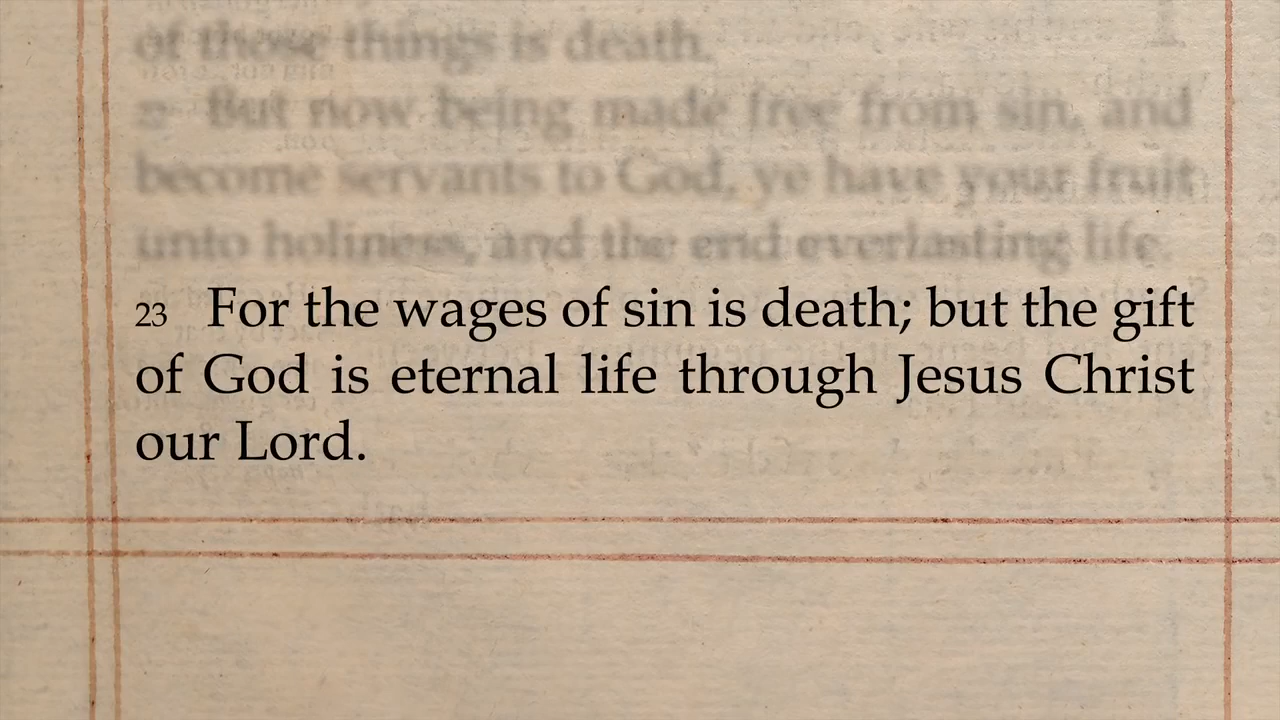 of those things is death.
22 But now being made free from sin, and
become servants to God, ye have your fruit
unto holiness, and the end everlasting life.
23 For the wages of sin is death; but the gift
of God is eternal life through Jesus Christ
our Lord.